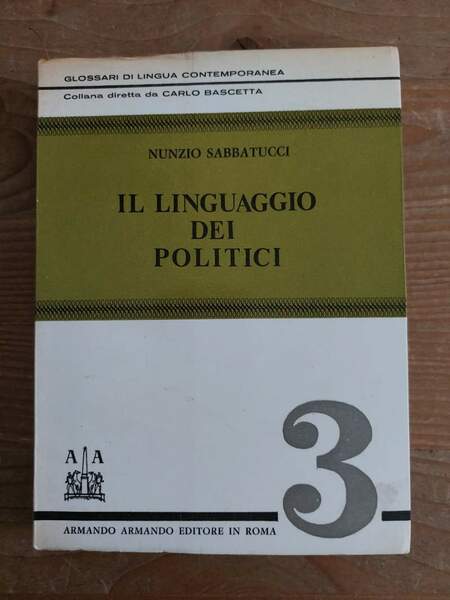 GLOSSARI DI LINGUA CONTEMPORANEA
Collana diretta da CARLO BASCETTA
NUNZIO SABBATUCCI
IL LINGUAGGIO
DEI
POLITICI
3
A A
ARMANDO ARMANDO EDITORE IN ROMA